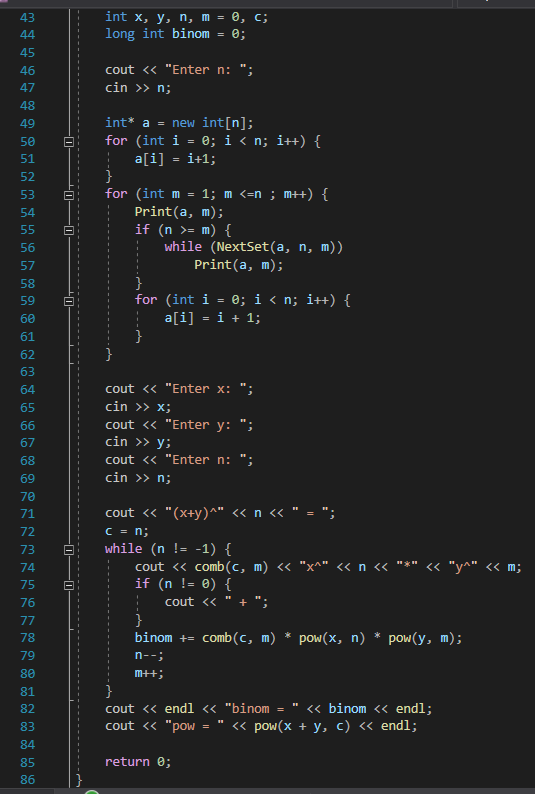 43 int x, y, n, m = 0, c;
44 long int binom = 0;
45
46 cout << "Enter n: ";
47 cin >> n;
48
49 int* a = new int[n];
50 for (int i = 0; i < n; i++) {
51 a[i] = i+1;
52 }
53 for (int m = 1; m <=n ; m++) {
54 Print(a, m);
55 if (n >= m) {
56 while (NextSet(a, n, m))
57 Print(a, m);
58 }
59 for (int i = 0; i < n; i++) {
60 a[i] = i + 1;
61 }
62 }
63
64 cout << "Enter x: ";
65 cin >> x;
66 cout << "Enter y: ";
67 cin >> y;
68 cout << "Enter n: ";
69 cin >> n;
70
71 cout << "(x+y)^" << n << " = ";
72 c = n;
73 while (n != -1) {
74 cout << comb(c, m) << "x^" << n << "*" << "y^" << m;
75 if (n != 0) {
76 cout << " + ";
77 }
78 binom += comb(c, m) * pow(x, n) * pow(y, m);
79 n--;
80 m++;
81 }
82 cout << endl << "binom = " << binom << endl;
83 cout << "pow = " << pow(x + y, c) << endl;
84
85 return 0;
86 }